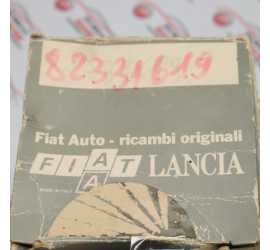 82331619
Fiat Auto - ricambi originali
FIAT LANCIA
A